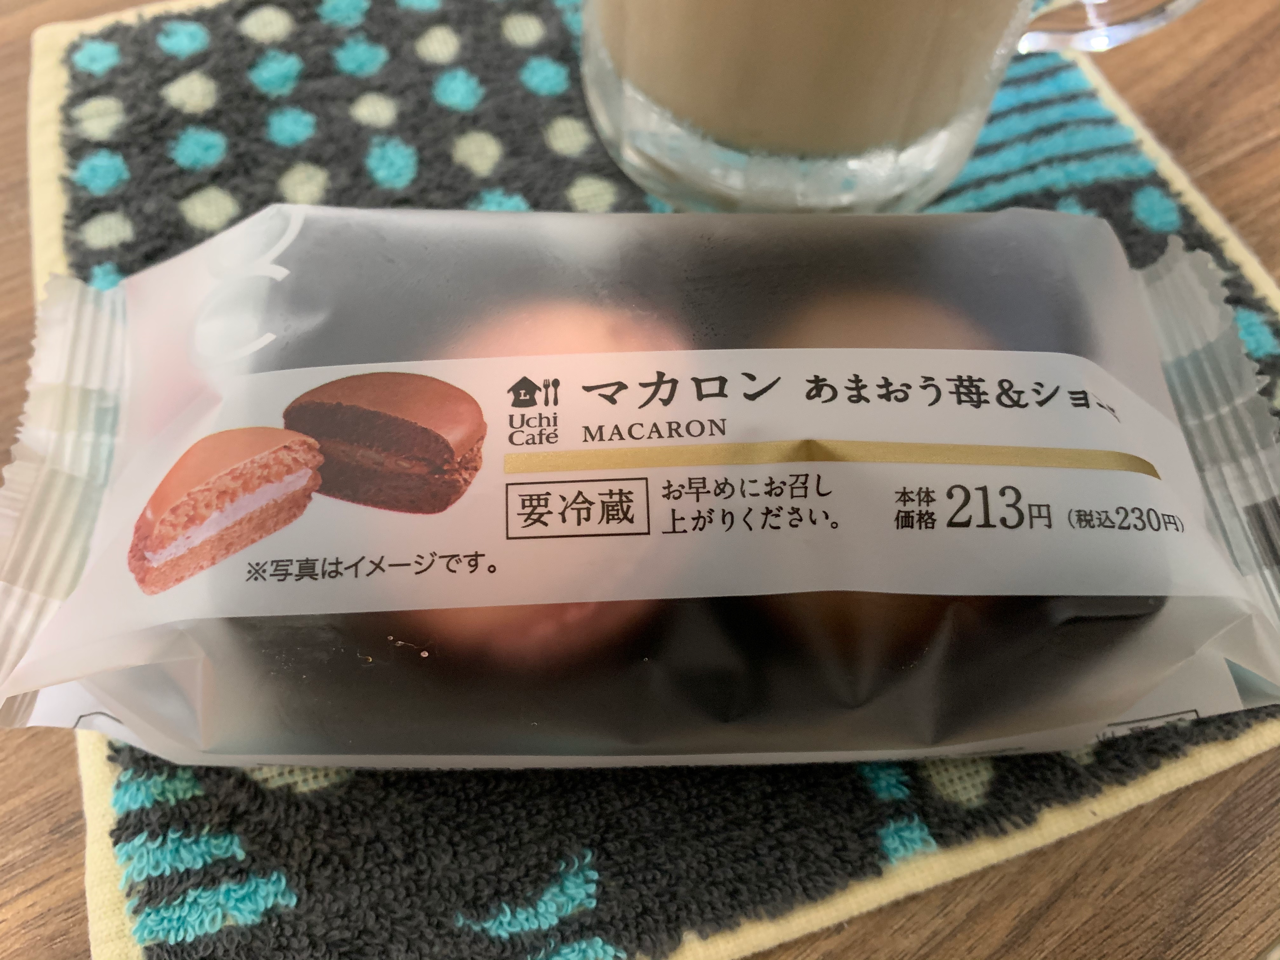 Uchi
Café
マカロン あまおう苺&ショ
MACARON
要冷蔵
お早めにお召し
上がりください。
本体
価格 213円 (税込230円)
※写真はイメージです。